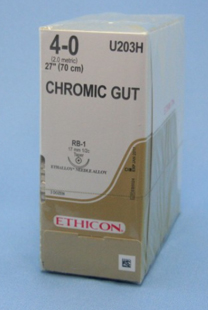 4-0 U203H
(2.0 metric)
27" (70 cm)
CHROMIC GUT
RB-1
ETHICON